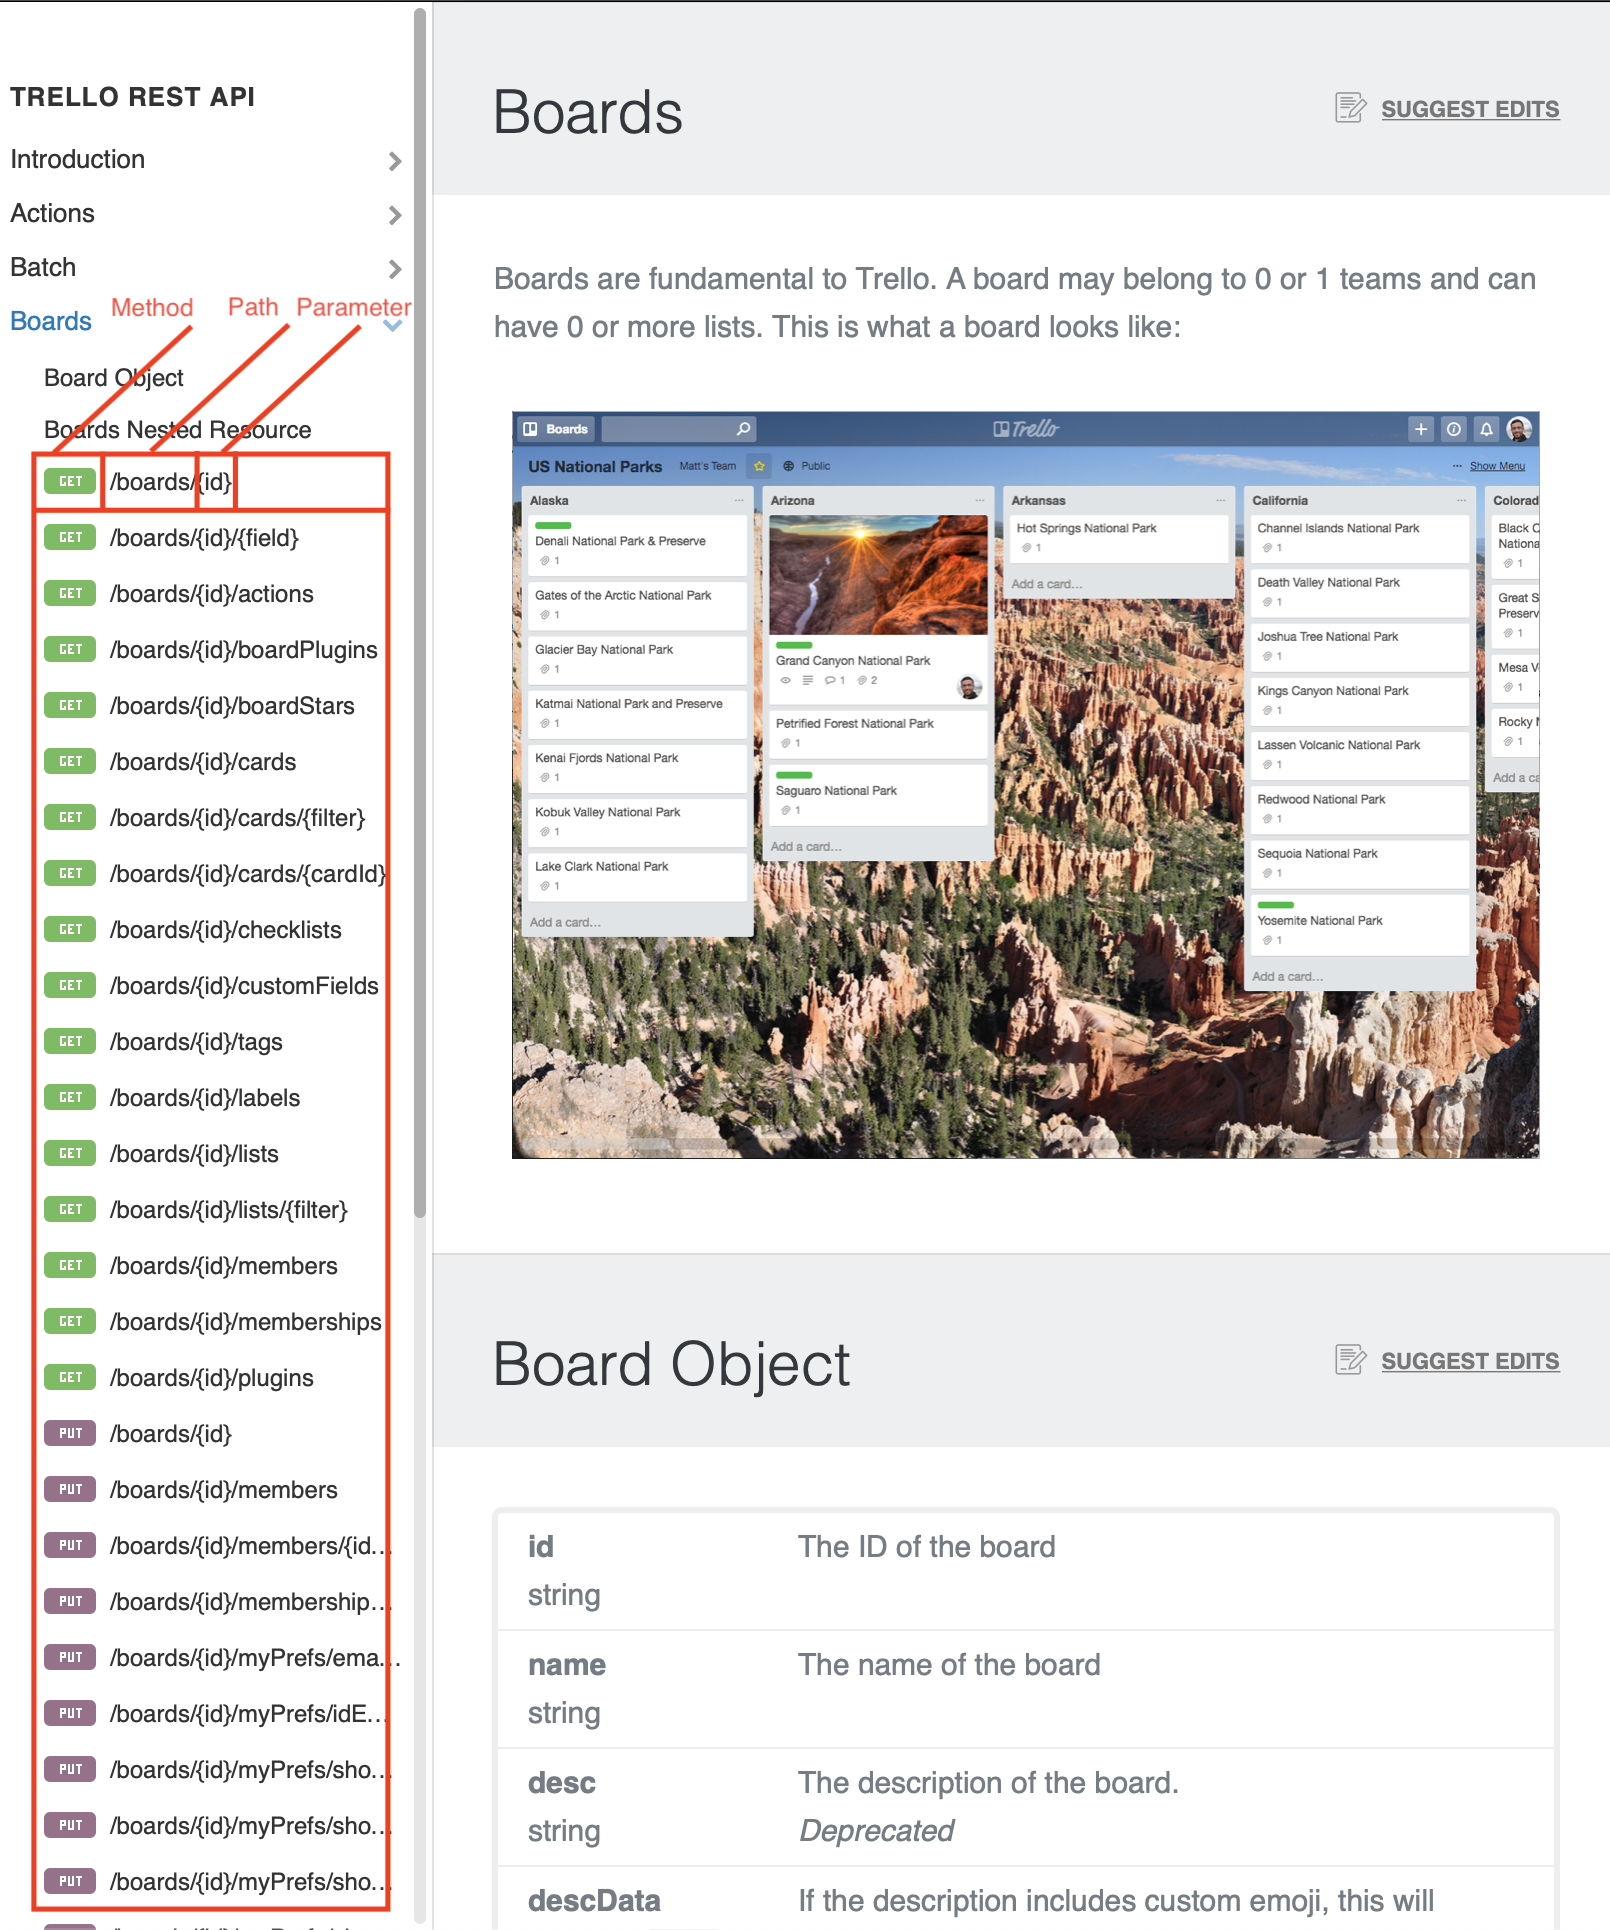 TRELLO REST API
Introduction
Actions
Batch
Boards
Method
Path
Parameter
Board Object
Boards Nested Resource
GET /boards/{id}
GET /boards/{id}/{field}
GET /boards/{id}/actions
GET /boards/{id}/boardPlugins
GET /boards/{id}/boardStars
GET /boards/{id}/cards
GET /boards/{id}/cards/{filter}
GET /boards/{id}/cards/{cardId}
GET /boards/{id}/checklists
GET /boards/{id}/customFields
GET /boards/{id}/tags
GET /boards/{id}/labels
GET /boards/{id}/lists
GET /boards/{id}/lists/{filter}
GET /boards/{id}/members
GET /boards/{id}/memberships
GET /boards/{id}/plugins
PUT /boards/{id}
PUT /boards/{id}/members
PUT /boards/{id}/members/{id...
PUT /boards/{id}/membership...
PUT /boards/{id}/myPrefs/ema...
PUT /boards/{id}/myPrefs/idE...
PUT /boards/{id}/myPrefs/sho...
PUT /boards/{id}/myPrefs/sho...
PUT /boards/{id}/myPrefs/sho...
Boards
SUGGEST EDITS
Boards are fundamental to Trello. A board may belong to 0 or 1 teams and can
have 0 or more lists. This is what a board looks like:
Boards
Trello
US National Parks
Matt's Team
Public
... Show Menu
Alaska ...
Denali National Park & Preserve
1
Gates of the Arctic National Park
1
Glacier Bay National Park
1
Katmai National Park and Preserve
1
Kenai Fjords National Park
1
Kobuk Valley National Park
1
Lake Clark National Park
1
Add a card...
Arizona ...
Grand Canyon National Park
1 2
Petrified Forest National Park
1
Saguaro National Park
1
Add a card...
Arkansas ...
Hot Springs National Park
1
Add a card...
California ...
Channel Islands National Park
1
Death Valley National Park
1
Joshua Tree National Park
1
Kings Canyon National Park
1
Lassen Volcanic National Park
1
Redwood National Park
1
Sequoia National Park
1
Yosemite National Park
1
Add a card...
Colorad
Black C
Nationa
1
Great S
Preserv
1
Mesa V
1
Rocky
1
Add a ca
Board Object
SUGGEST EDITS
id
The ID of the board
string
name
The name of the board
string
desc
The description of the board.
string
Deprecated
descData
If the description includes custom emoji, this will